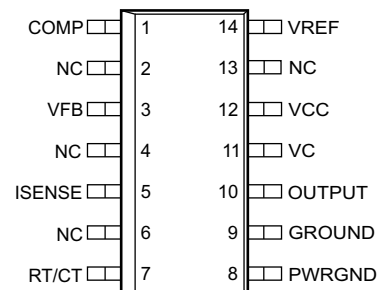 COMP 1 14 VREF
NC 2 13 NC
VFB 3 12 VCC
NC 4 11 VC
ISENSE 5 10 OUTPUT
NC 6 9 GROUND
RT/CT 7 8 PWRGND